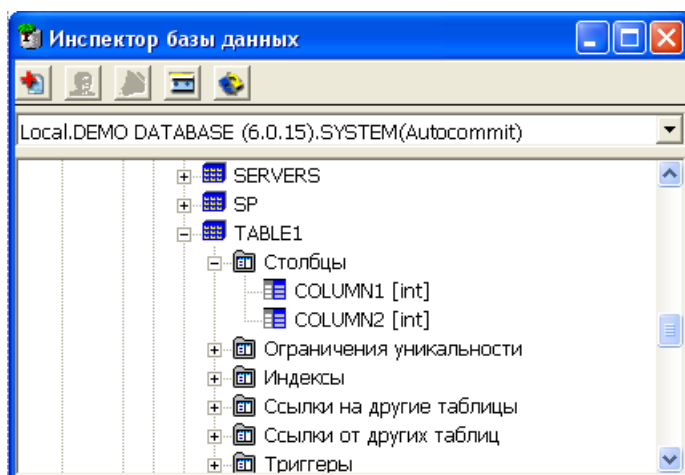 Инспектор базы данных
Local.DEMO DATABASE (6.0.15).SYSTEM(Autocommit)
SERVERS
SP
TABLE1
Столбцы
COLUMN1 [int]
COLUMN2 [int]
Ограничения уникальности
Индексы
Ссылки на другие таблицы
Ссылки от других таблиц
Триггеры